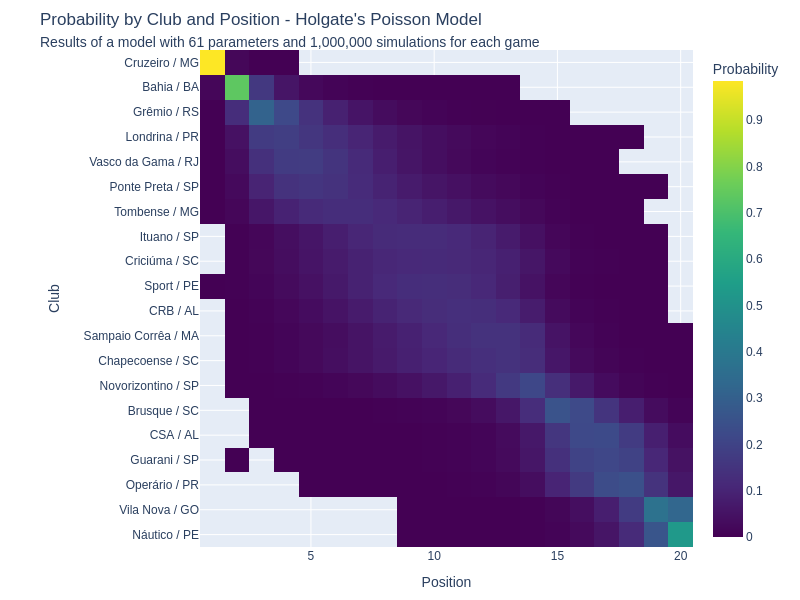 Probability by Club and Position - Holgate's Poisson Model
Results of a model with 61 parameters and 1,000,000 simulations for each game
Probability
Cruzeiro / MG
Bahia / BA
Grêmio / RS
Londrina / PR
Vasco da Gama / RJ
Ponte Preta / SP
Tombense / MG
Ituano / SP
Criciúma / SC
Sport / PE
CRB / AL
Sampaio Corrêa / MA
Chapecoense / SC
Novorizontino / SP
Brusque / SC
CSA / AL
Guarani / SP
Operário / PR
Vila Nova / GO
Náutico / PE
Club
5
10
15
20
Position
0.9
0.8
0.7
0.6
0.5
0.4
0.3
0.2
0.1
0